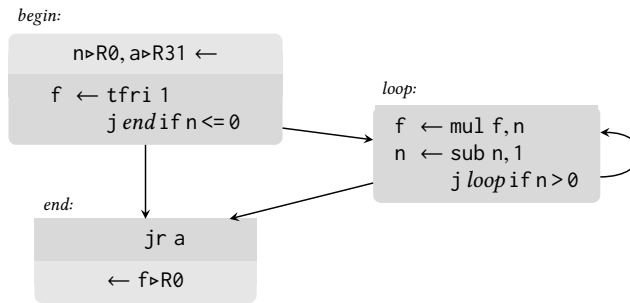 begin:
n▹R0, a▹R31 ←
f ← tfri 1
j end if n <= 0
loop:
f ← mul f, n
n ← sub n, 1
j loop if n > 0
end:
jr a
← f▹R0